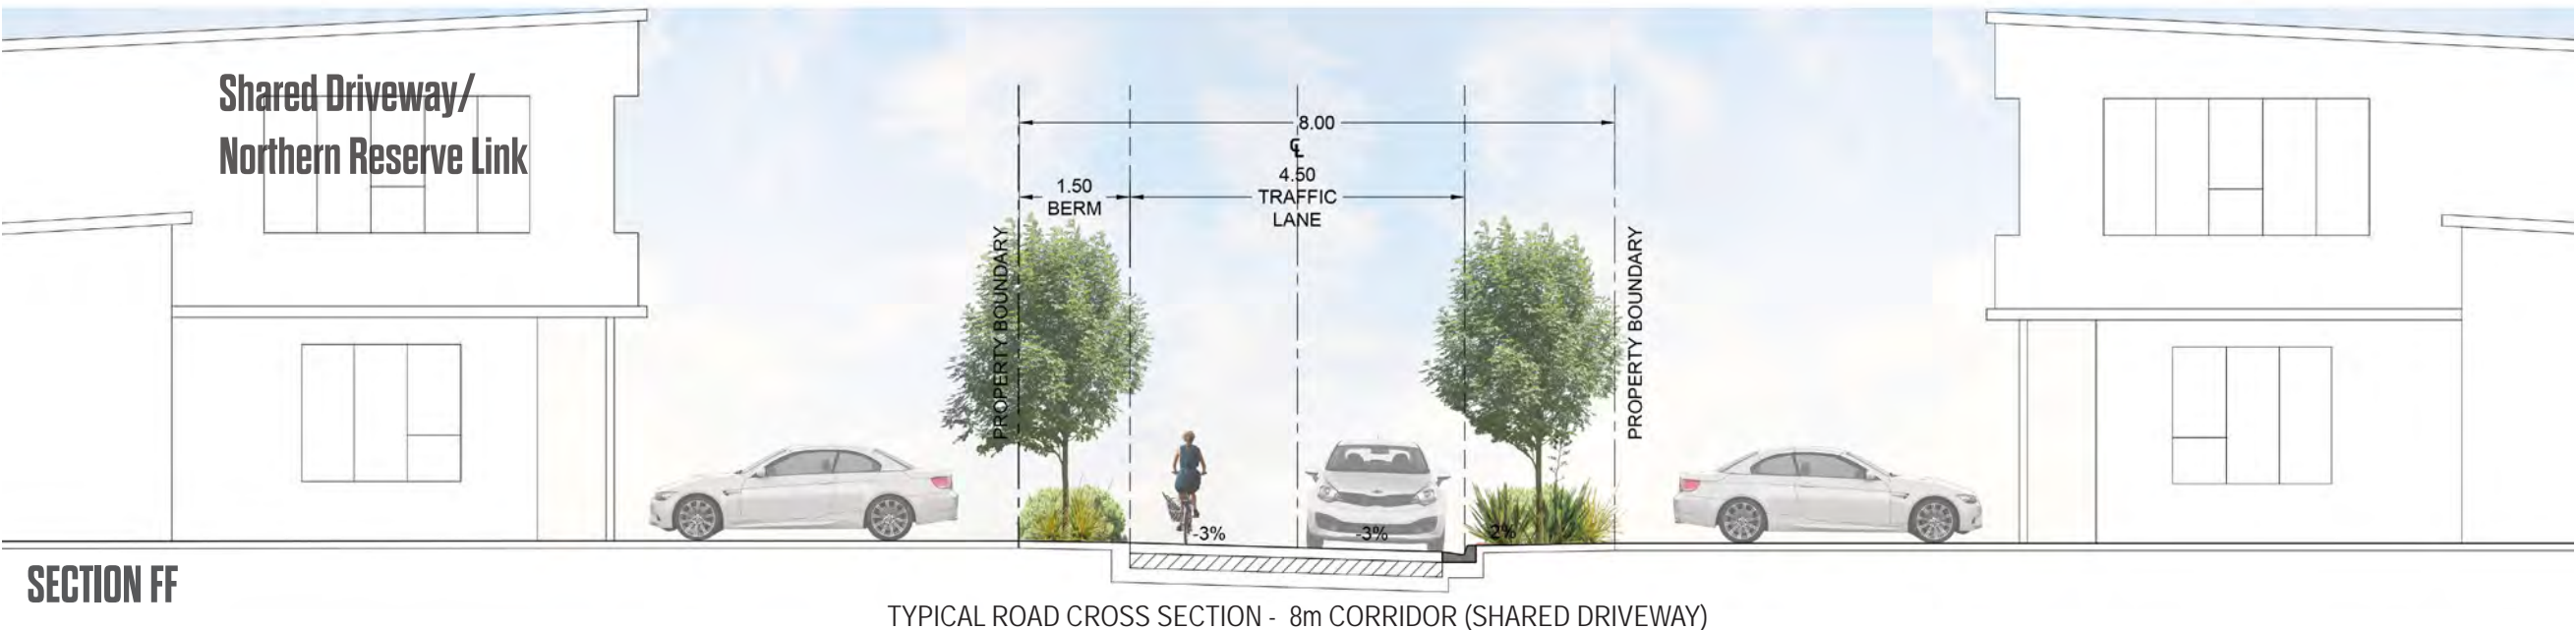 Shared Driveway/
Northern Reserve Link
8.00
℄
4.50
TRAFFIC
LANE
1.50
BERM
PROPERTY BOUNDARY
PROPERTY BOUNDARY
-3%
-3%
2%
SECTION FF
TYPICAL ROAD CROSS SECTION - 8m CORRIDOR (SHARED DRIVEWAY)